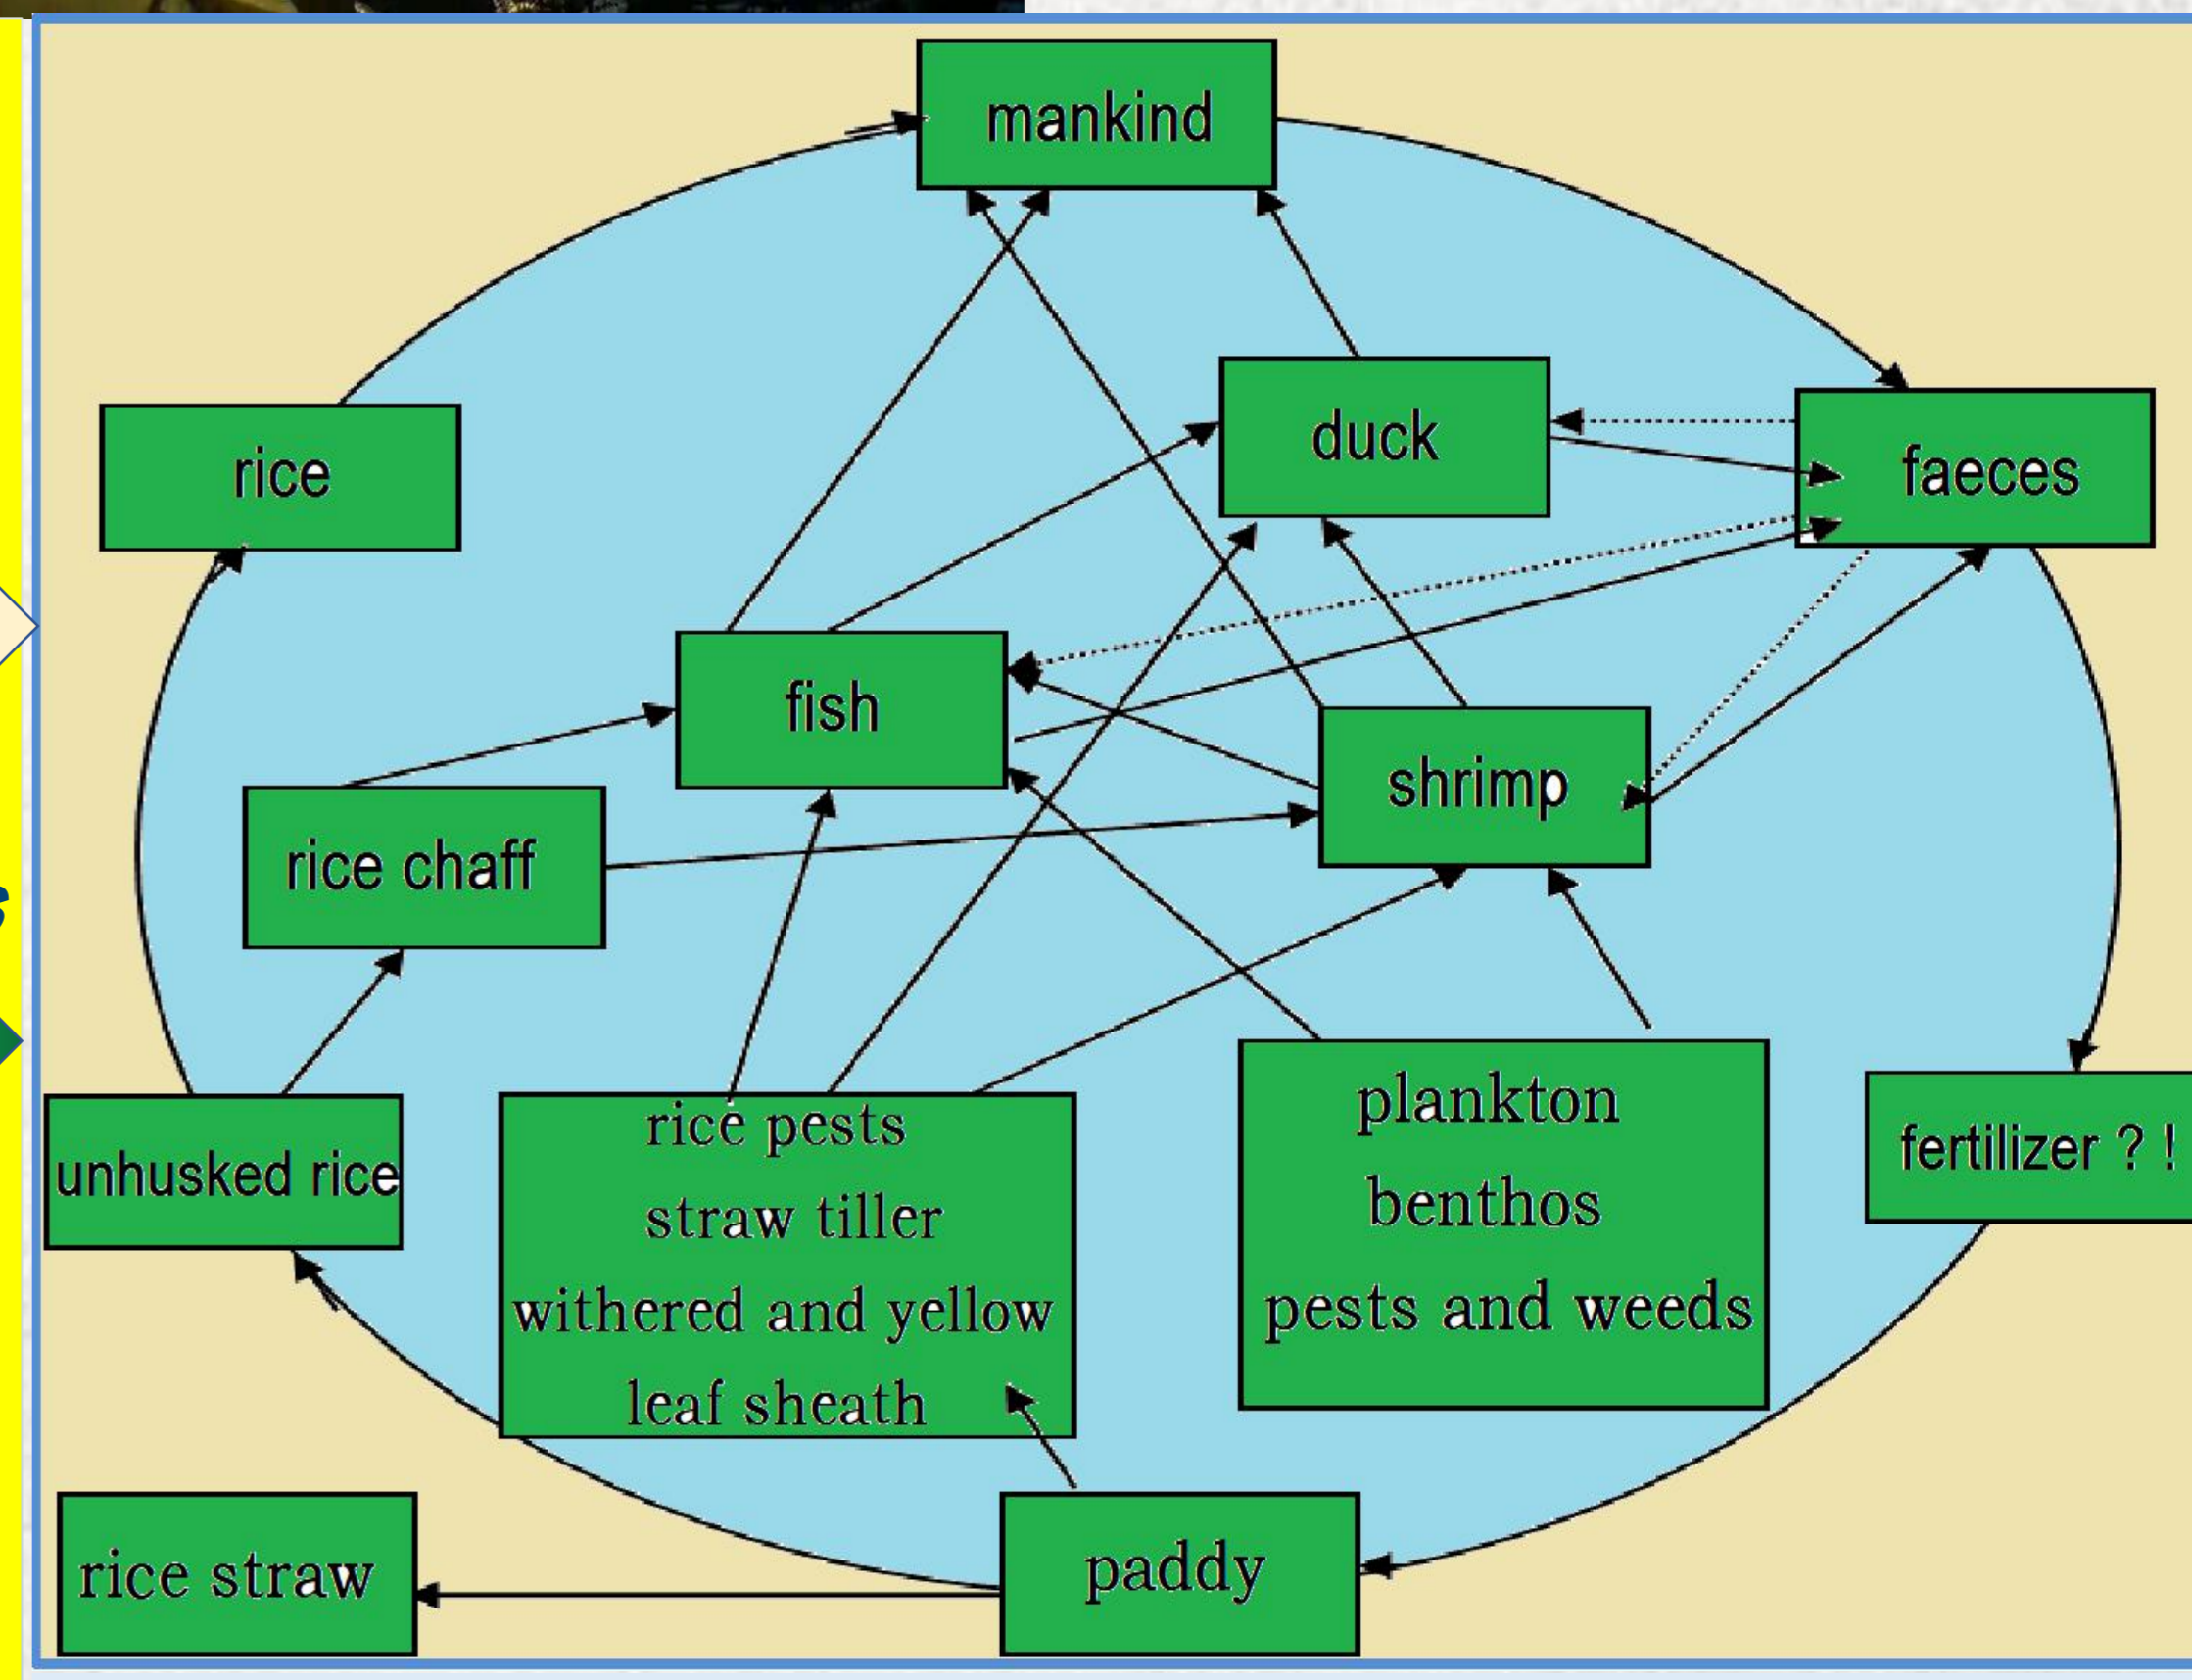 mankind
duck
rice
faeces
fish
shrimp
rice chaff
plankton
rice pests
fertilizer ? !
unhusked rice
benthos
straw tiller
pests and weeds
withered and yellow
leaf sheath
paddy
rice straw